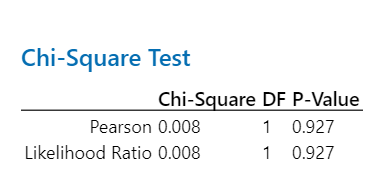 Chi-Square Test
Chi-Square DF P-Value
Pearson 0.008 1 0.927
Likelihood Ratio 0.008 1 0.927